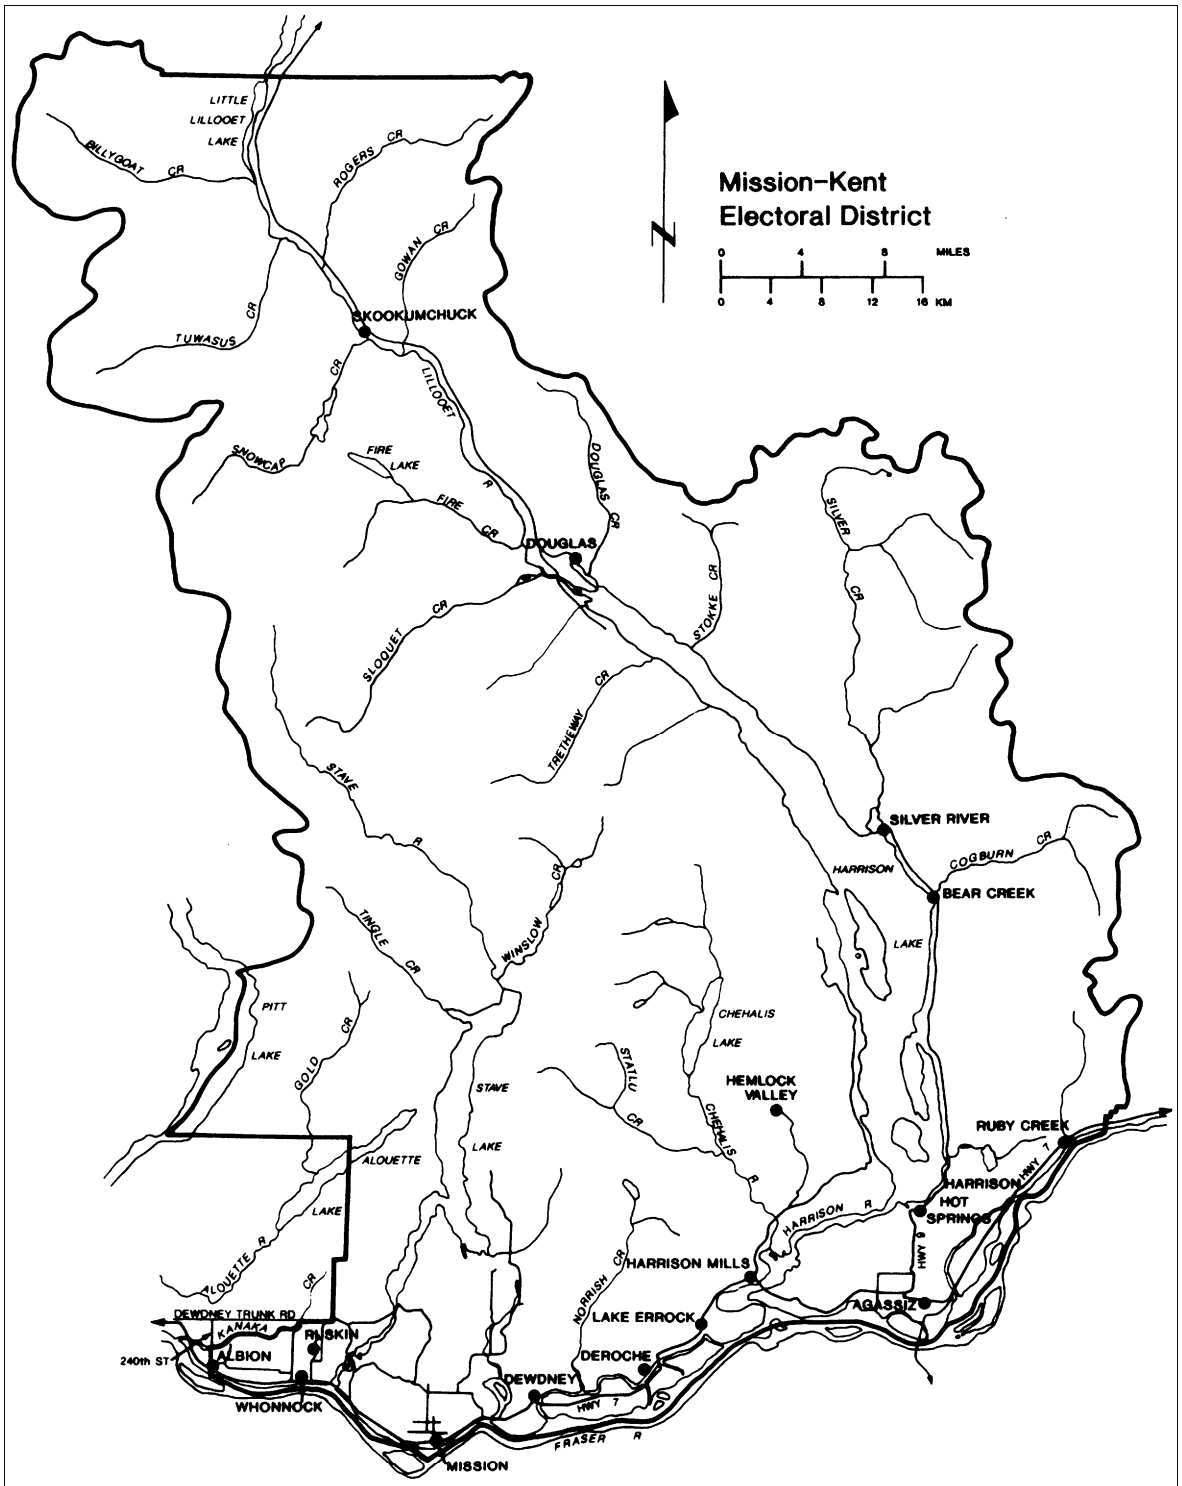 LITTLE
LILLOOET
LAKE
BILLYGOAT CR
ROGERS CR
GOWAN CR
Mission-Kent
Electoral District
0 4 8 MILES
0 4 8 12 16 KM
N
TUWASUS CR
SKOOKUMCHUCK
SNOWCAP CR
LILLOOET R
FIRE
LAKE
FIRE CR
DOUGLAS CR
DOUGLAS
SILVER CR
STOKKE CR
SLOQUET CR
TRETHEWAY CR
STAVE R
SILVER RIVER
COGBURN CR
HARRISON
LAKE
BEAR CREEK
WINSLOW CR
TINGLE CR
PITT
LAKE
GOLD CR
CHEHALIS
LAKE
STATLU CR
HEMLOCK
VALLEY
CHEHALIS R
STAVE
LAKE
RUBY CREEK
HWY 7
ALOUETTE
LAKE
ALOUETTE R
HARRISON
HOT
SPRINGS
HARRISON R
HWY 9
HARRISON MILLS
NORRISH CR
AGASSIZ
LAKE ERROCK
DEWDNEY TRUNK RD
KANAKA CR
RUSKIN
240th ST
ALBION
DEROCHE
DEWDNEY
HWY 7
WHONNOCK
FRASER R
MISSION